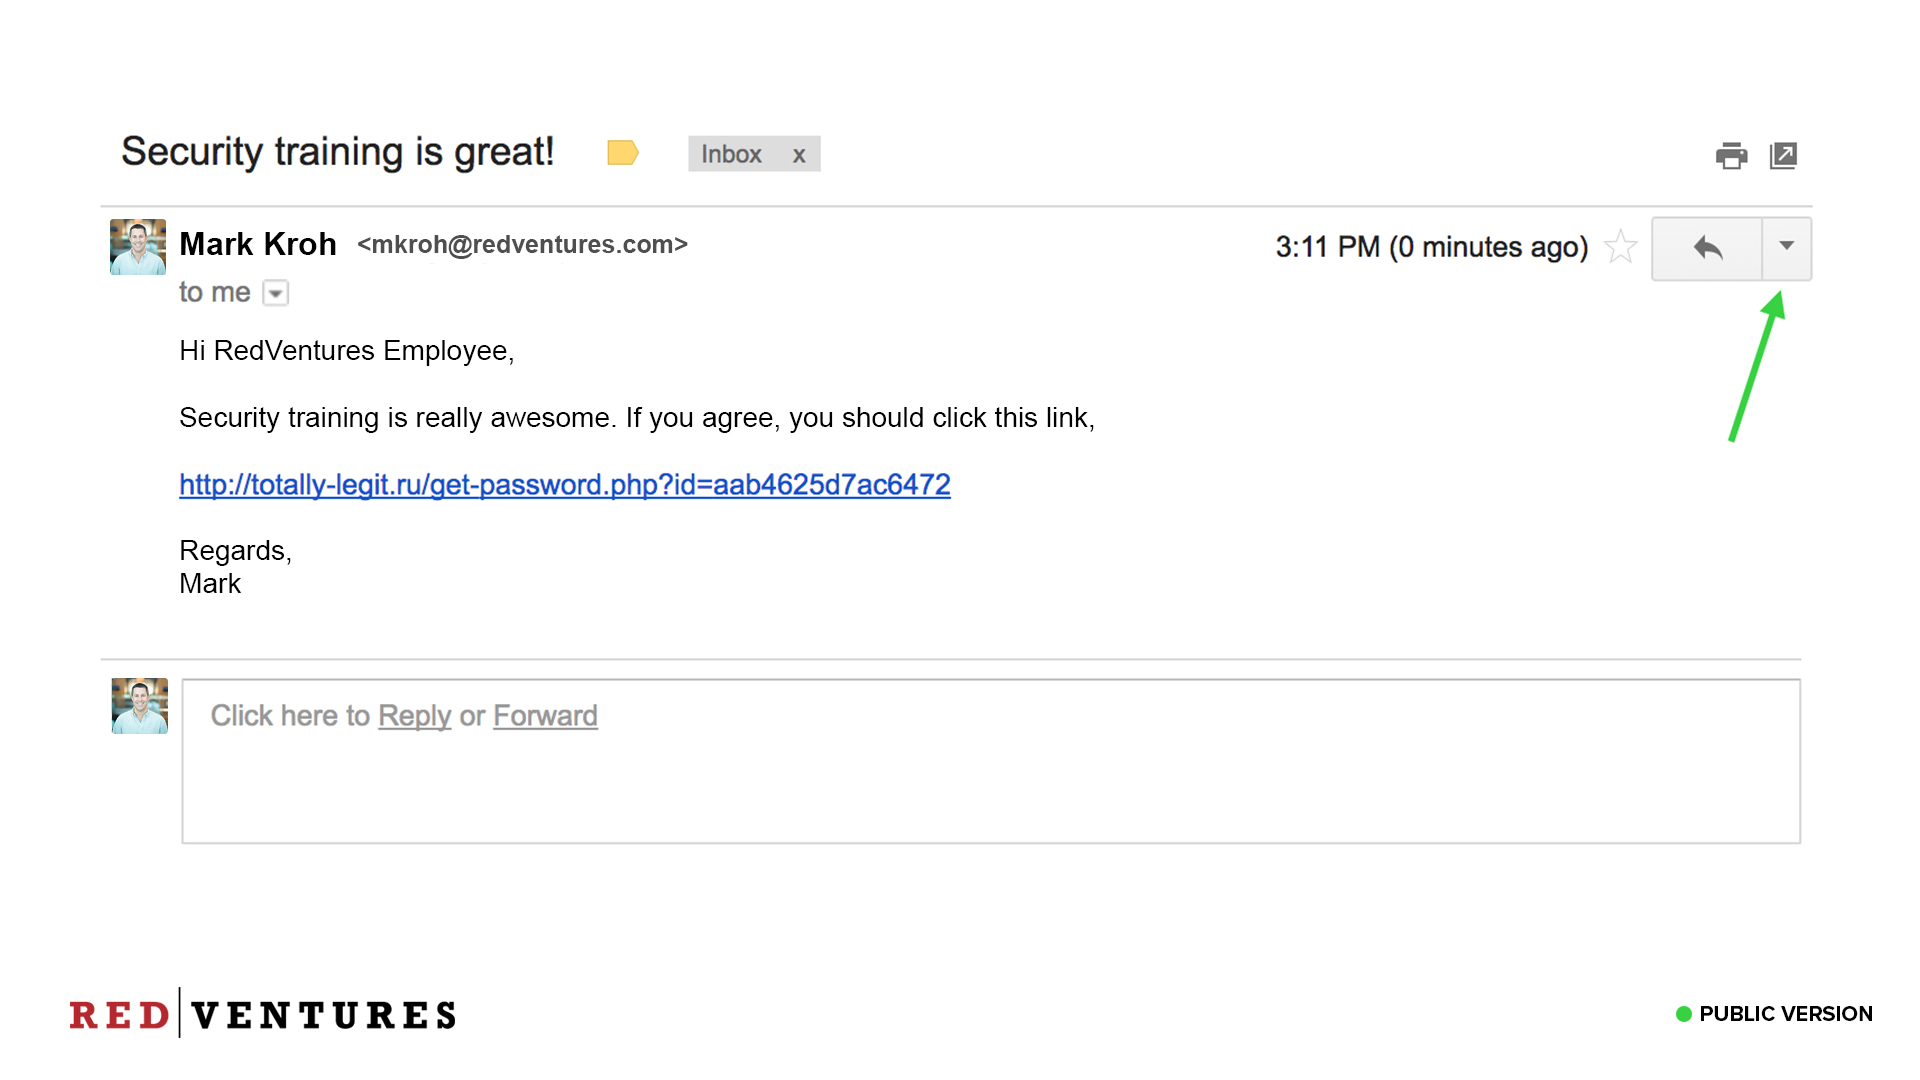 Security training is great!
Inbox x
Mark Kroh <mkroh@redventures.com>
3:11 PM (0 minutes ago)
to me
Hi RedVentures Employee,
Security training is really awesome. If you agree, you should click this link,
http://totally-legit.ru/get-password.php?id=aab4625d7ac6472
Regards,
Mark
Click here to Reply or Forward
RED VENTURES
PUBLIC VERSION